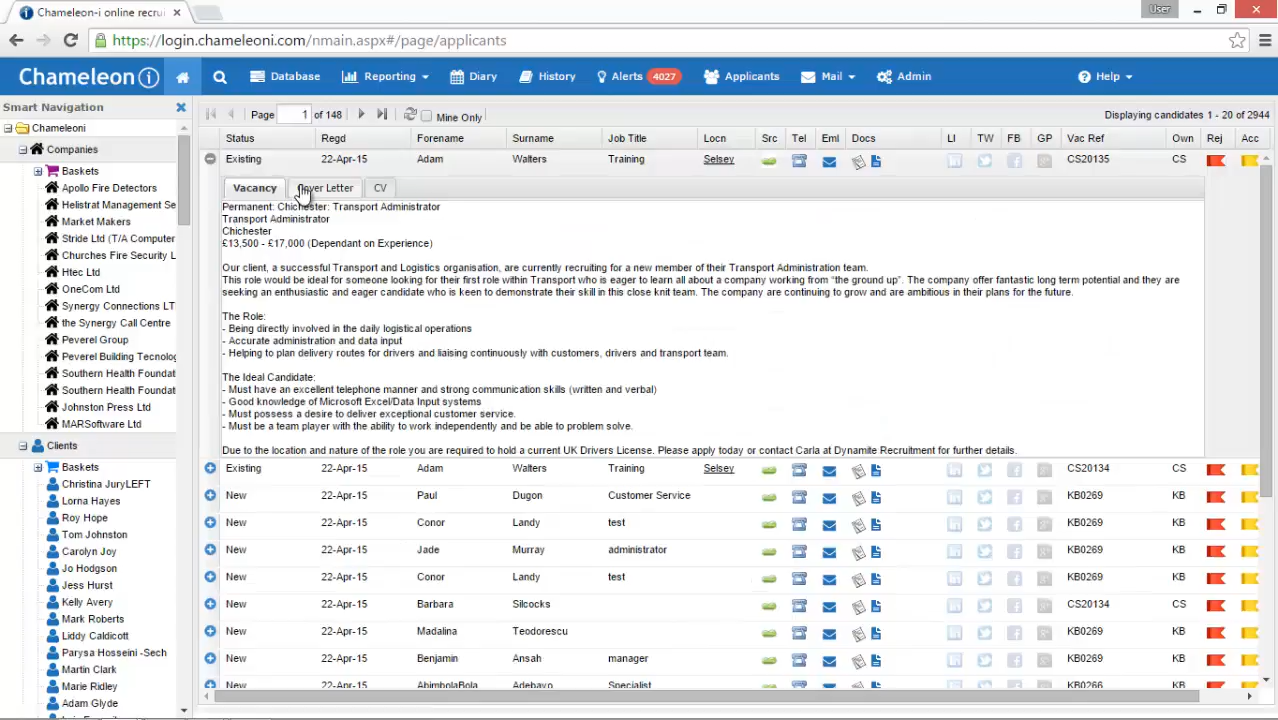 Chameleon-i online recrui
User
https://login.chameleoni.com/nmain.aspx#/page/applicants
Chameleon i Database Reporting Diary History Alerts 4027 Applicants Mail Admin Help
Smart Navigation
Page 1 of 148 Mine Only Displaying candidates 1 - 20 of 2944
Chameleoni
Companies
Baskets
Apollo Fire Detectors
Helistrat Management Se
Market Makers
Stride Ltd (T/A Computer
Churches Fire Security L
Htec Ltd
OneCom Ltd
Synergy Connections LT
the Synergy Call Centre
Peverel Group
Peverel Building Tecnolog
Southern Health Foundat
Southern Health Foundat
Johnston Press Ltd
MARSoftware Ltd
Clients
Baskets
Christina JuryLEFT
Lorna Hayes
Roy Hope
Tom Johnston
Carolyn Joy
Jo Hodgson
Jess Hurst
Kelly Avery
Mark Roberts
Liddy Caldicott
Parysa Hosseini -Sech
Martin Clark
Marie Ridley
Adam Glyde
Status Regd Forename Surname Job Title Locn Src Tel Eml Docs LI TW FB GP Vac Ref Own Rej Acc
Existing 22-Apr-15 Adam Walters Training Selsey CS20135 CS
Vacancy Cover Letter CV
Permanent: Chichester: Transport Administrator
Transport Administrator
Chichester
£13,500 - £17,000 (Dependant on Experience)
Our client, a successful Transport and Logistics organisation, are currently recruiting for a new member of their Transport Administration team.
This role would be ideal for someone looking for their first role within Transport who is eager to learn all about a company working from “the ground up”. The company offer fantastic long term potential and they are
seeking an enthusiastic and eager candidate who is keen to demonstrate their skill in this close knit team. The company are continuing to grow and are ambitious in their plans for the future.
The Role:
- Being directly involved in the daily logistical operations
- Accurate administration and data input
- Helping to plan delivery routes for drivers and liaising continuously with customers, drivers and transport team.
The Ideal Candidate:
- Must have an excellent telephone manner and strong communication skills (written and verbal)
- Good knowledge of Microsoft Excel/Data Input systems
- Must possess a desire to deliver exceptional customer service.
- Must be a team player with the ability to work independently and be able to problem solve.
Due to the location and nature of the role you are required to hold a current UK Drivers License. Please apply today or contact Carla at Dynamite Recruitment for further details.
Existing 22-Apr-15 Adam Walters Training Selsey CS20134 CS
New 22-Apr-15 Paul Dugon Customer Service KB0269 KB
New 22-Apr-15 Conor Landy test KB0269 KB
New 22-Apr-15 Jade Murray administrator KB0269 KB
New 22-Apr-15 Conor Landy test KB0269 KB
New 22-Apr-15 Barbara Silcocks CS20134 CS
New 22-Apr-15 Madalina Teodorescu KB0269 KB
New 22-Apr-15 Benjamin Ansah manager KB0269 KB
New 22-Apr-15 AbimbolaBola Adebayo Specialist KB0266 KB